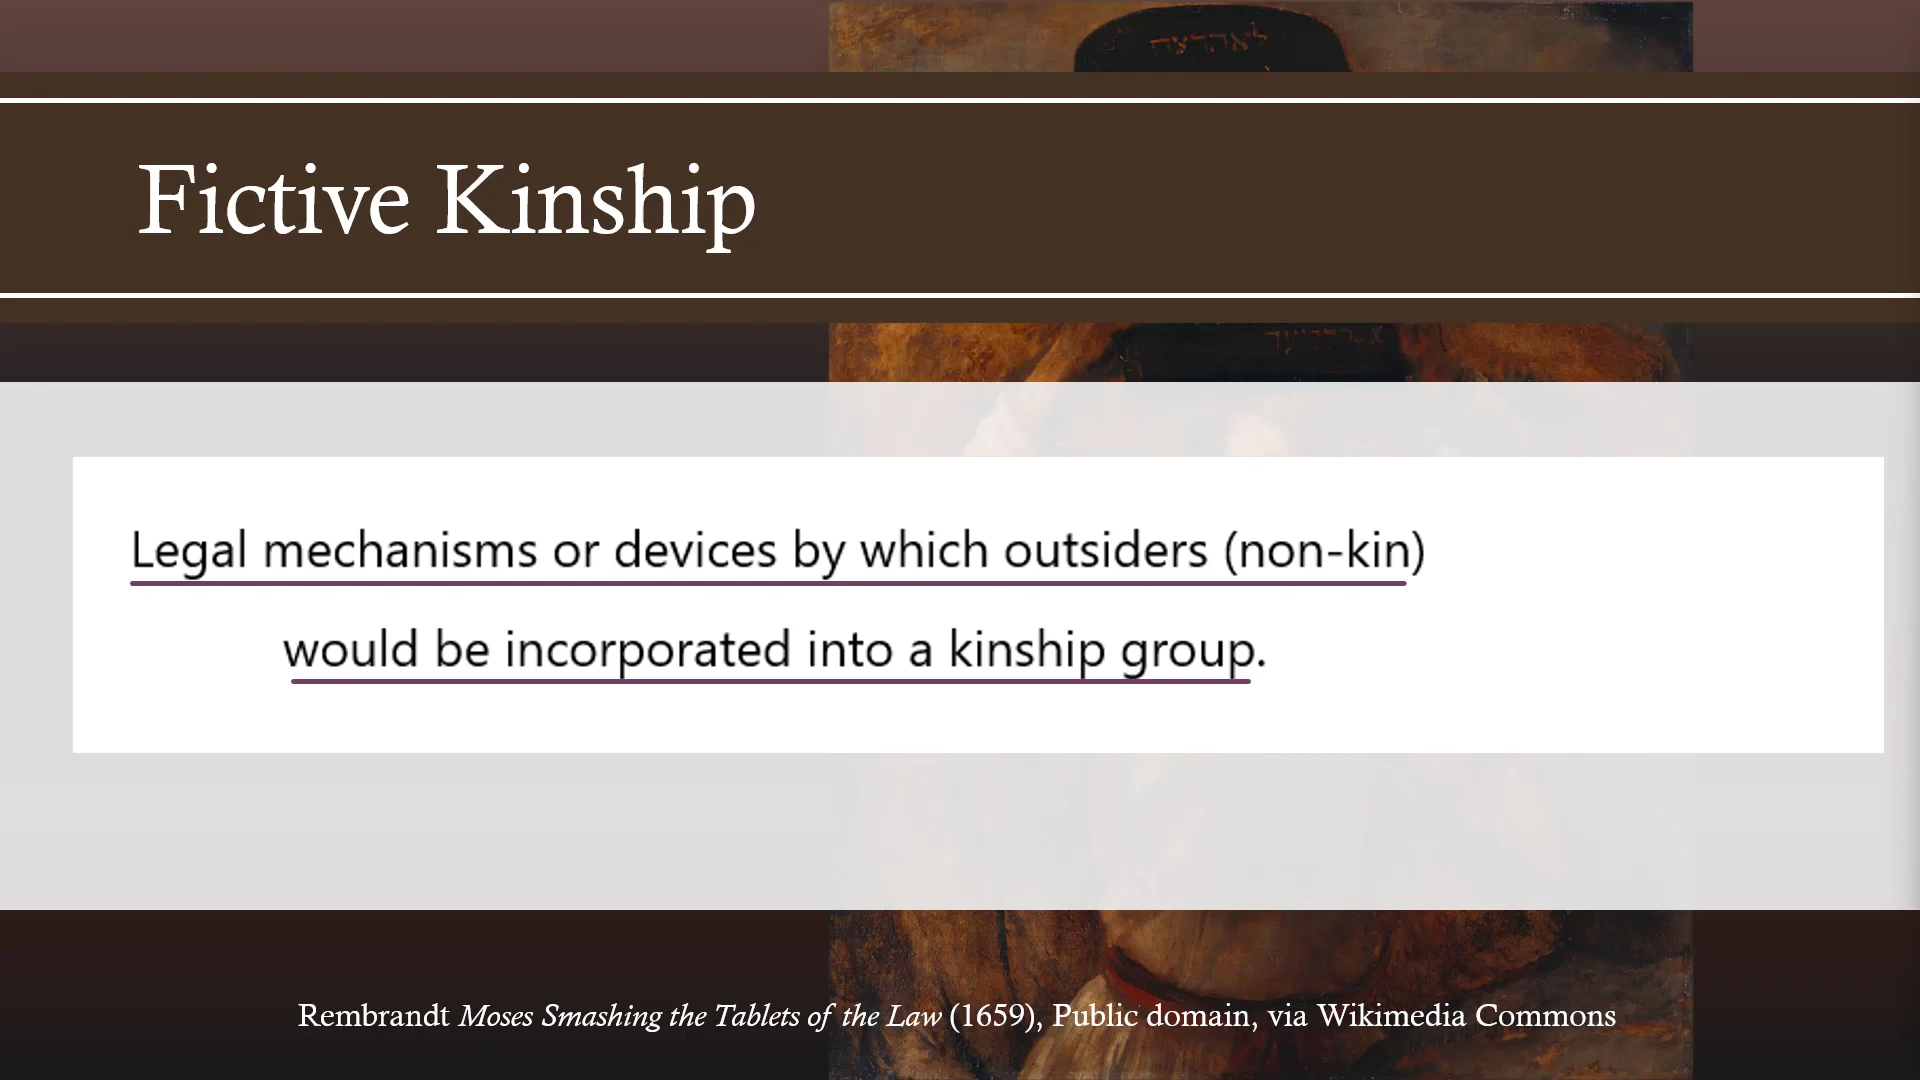 Fictive Kinship
Legal mechanisms or devices by which outsiders (non-kin)
would be incorporated into a kinship group.
Rembrandt Moses Smashing the Tablets of the Law (1659), Public domain, via Wikimedia Commons